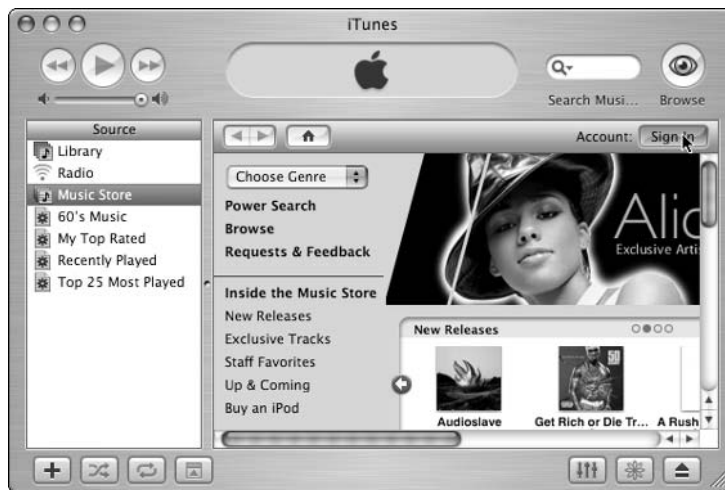 iTunes
Search Musi... Browse
Source
Library
Radio
Music Store
60's Music
My Top Rated
Recently Played
Top 25 Most Played
Account: Sign In
Choose Genre
Power Search
Browse
Requests & Feedback
Inside the Music Store
New Releases
Exclusive Tracks
Staff Favorites
Up & Coming
Buy an iPod
Alic
Exclusive Artis
New Releases
50
Audioslave Get Rich or Die Tr... A Rush